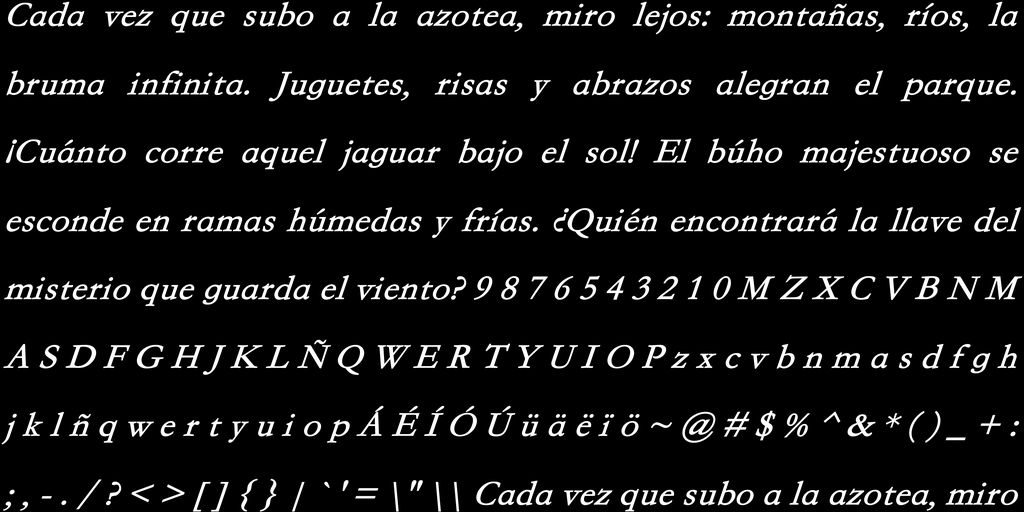 Cada vez que subo a la azotea, miro lejos: montañas, ríos, la
bruma infinita. Juguetes, risas y abrazos alegran el parque.
¡Cuánto corre aquel jaguar bajo el sol! El búho majestuoso se
esconde en ramas húmedas y frías. ¿Quién encontrará la llave del
misterio que guarda el viento? 9 8 7 6 5 4 3 2 1 0 M Z X C V B N M
A S D F G H J K L Ñ Q W E R T Y U I O P z x c v b n m a s d f g h
j k l ñ q w e r t y u i o p Á É Í Ó Ú ü ä ë ï ö ~ @ # $ % ^ & * ( ) _ + :
; , - . / ? < > [ ] { } | ` ' = \ " \ \ Cada vez que subo a la azotea, miro